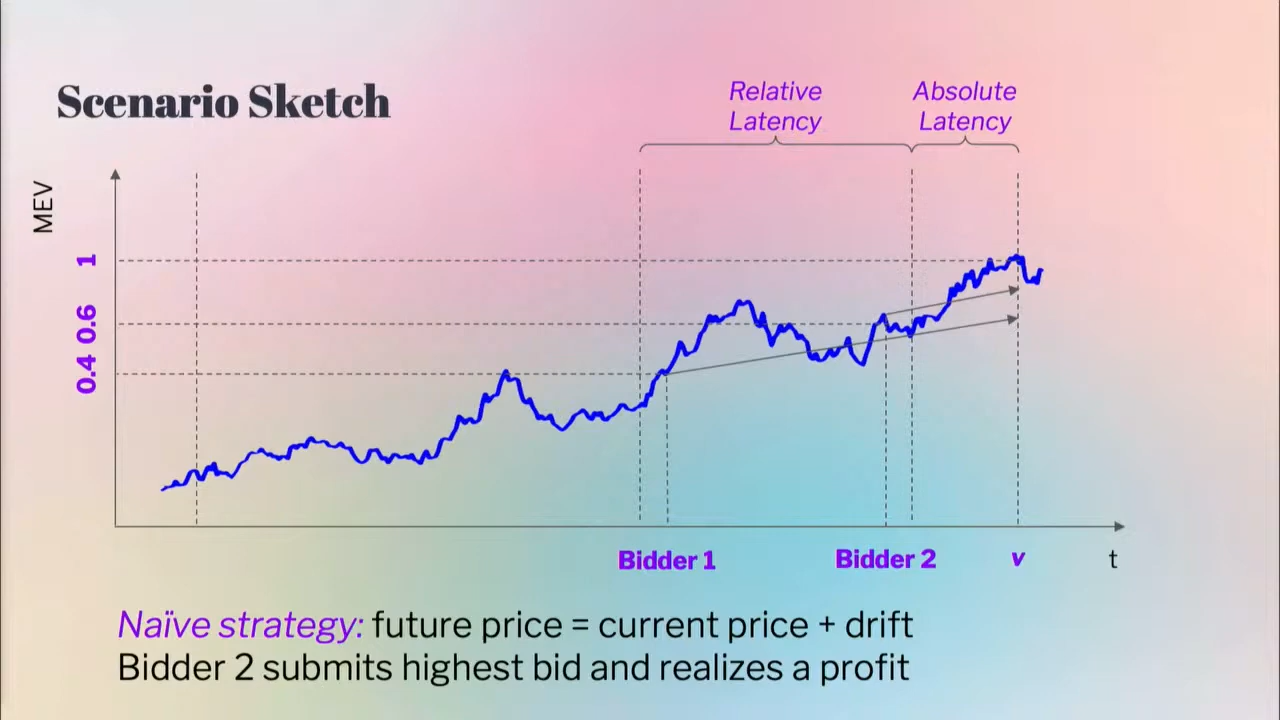 Scenario Sketch
Relative
Latency
Absolute
Latency
MEV
1
0.6
0.4
Bidder 1
Bidder 2
v
t
Naïve strategy: future price = current price + drift
Bidder 2 submits highest bid and realizes a profit